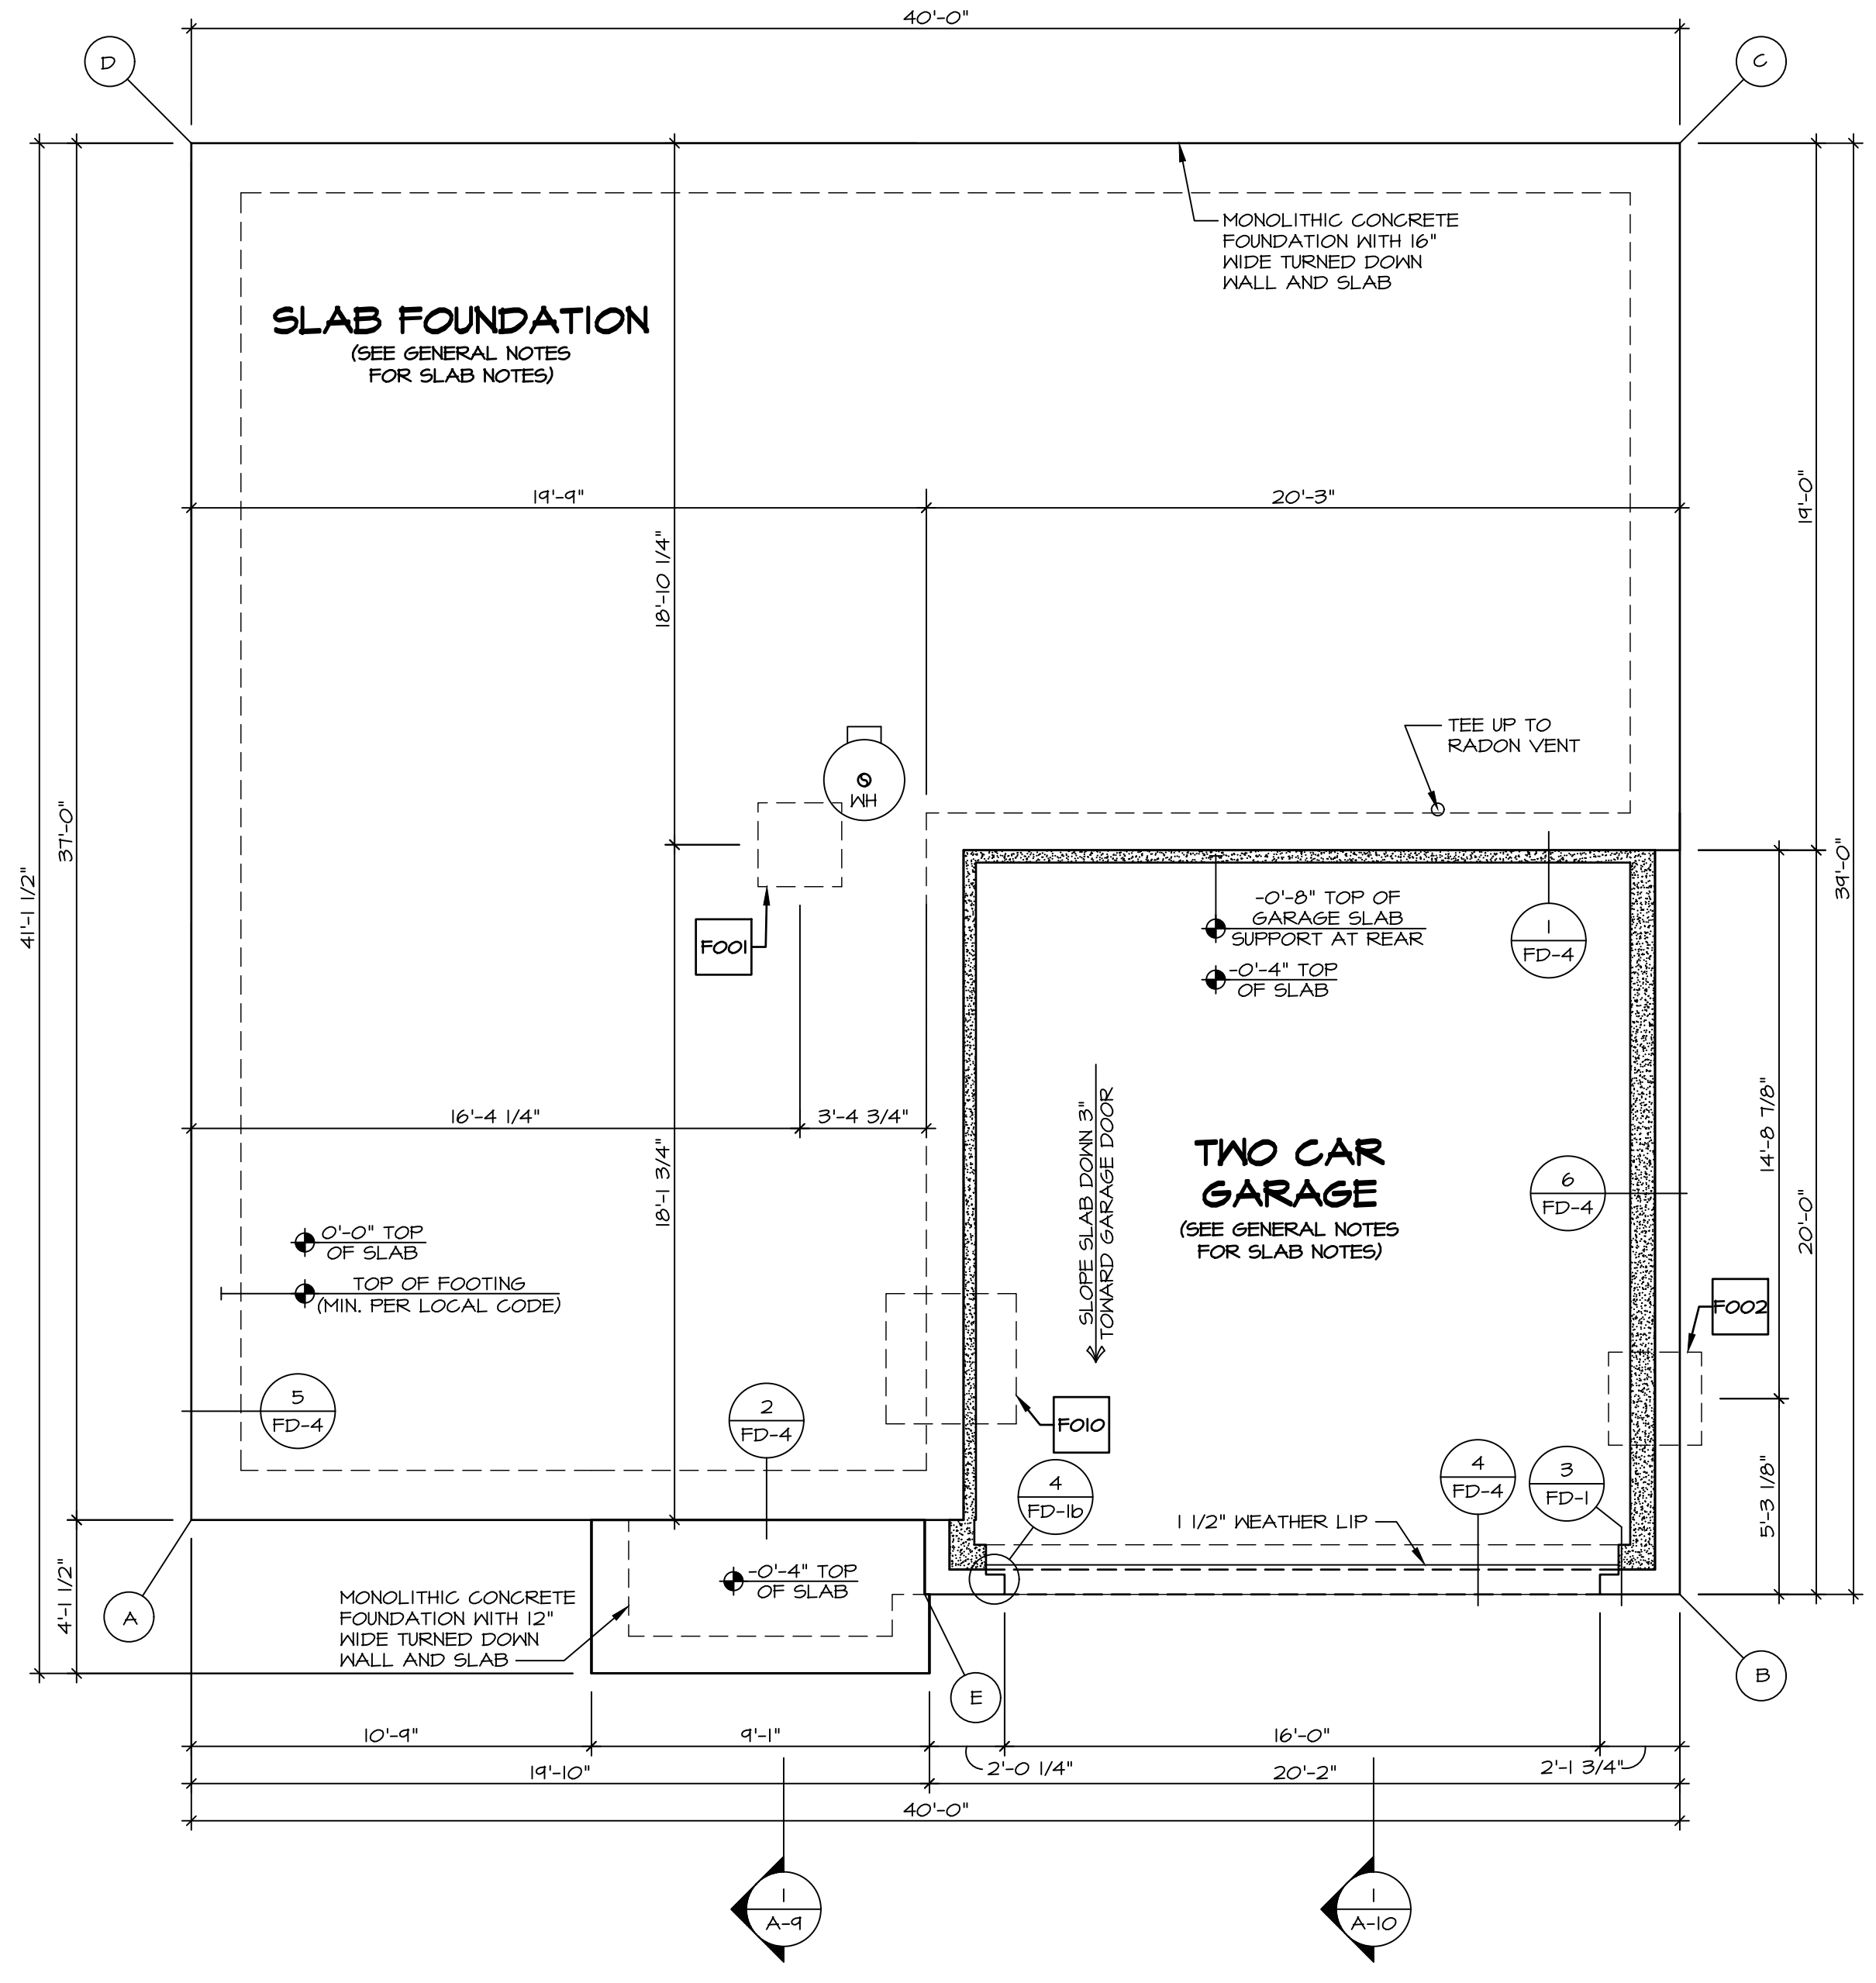 40'-0"
D
C
MONOLITHIC CONCRETE
FOUNDATION WITH 16"
WIDE TURNED DOWN
WALL AND SLAB
SLAB FOUNDATION
(SEE GENERAL NOTES
FOR SLAB NOTES)
19'-9"
20'-3"
19'-0"
18'-10 1/4"
TEE UP TO
RADON VENT
WH
37'-0"
41'-1 1/2"
39'-0"
F001
-0'-8" TOP OF
GARAGE SLAB
SUPPORT AT REAR
-0'-4" TOP
OF SLAB
1
FD-4
16'-4 1/4"
3'-4 3/4"
18'-1 3/4"
SLOPE SLAB DOWN 3"
TOWARD GARAGE DOOR
TWO CAR
GARAGE
(SEE GENERAL NOTES
FOR SLAB NOTES)
6
FD-4
14'-8 7/8"
20'-0"
0'-0" TOP
OF SLAB
TOP OF FOOTING
(MIN. PER LOCAL CODE)
F002
5
FD-4
2
FD-4
F010
4
FD-1b
4
FD-4
3
FD-1
5'-3 1/8"
1 1/2" WEATHER LIP
4'-1 1/2"
-0'-4" TOP
OF SLAB
MONOLITHIC CONCRETE
FOUNDATION WITH 12"
WIDE TURNED DOWN
WALL AND SLAB
A
E
B
10'-9"
9'-1"
16'-0"
2'-0 1/4"
2'-1 3/4"
19'-10"
20'-2"
40'-0"
1
A-9
1
A-10